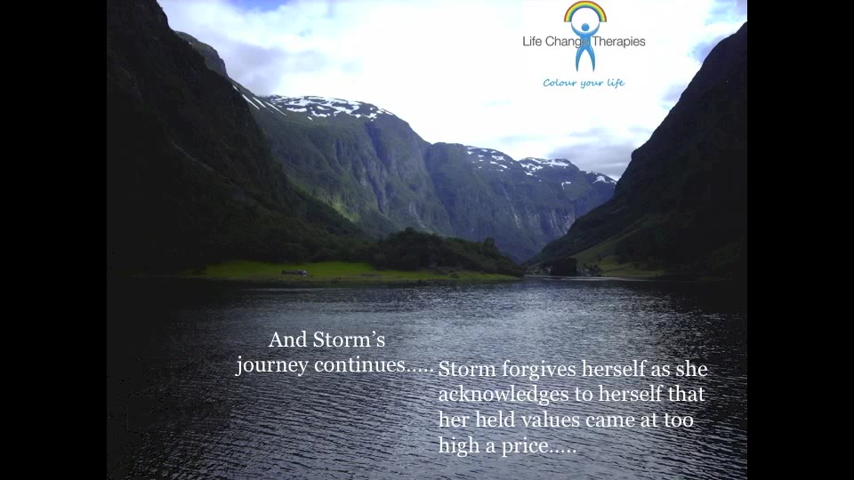 Life Change Therapies
Colour your life
And Storm’s
journey continues…..
Storm forgives herself as she
acknowledges to herself that
her held values came at too
high a price…..